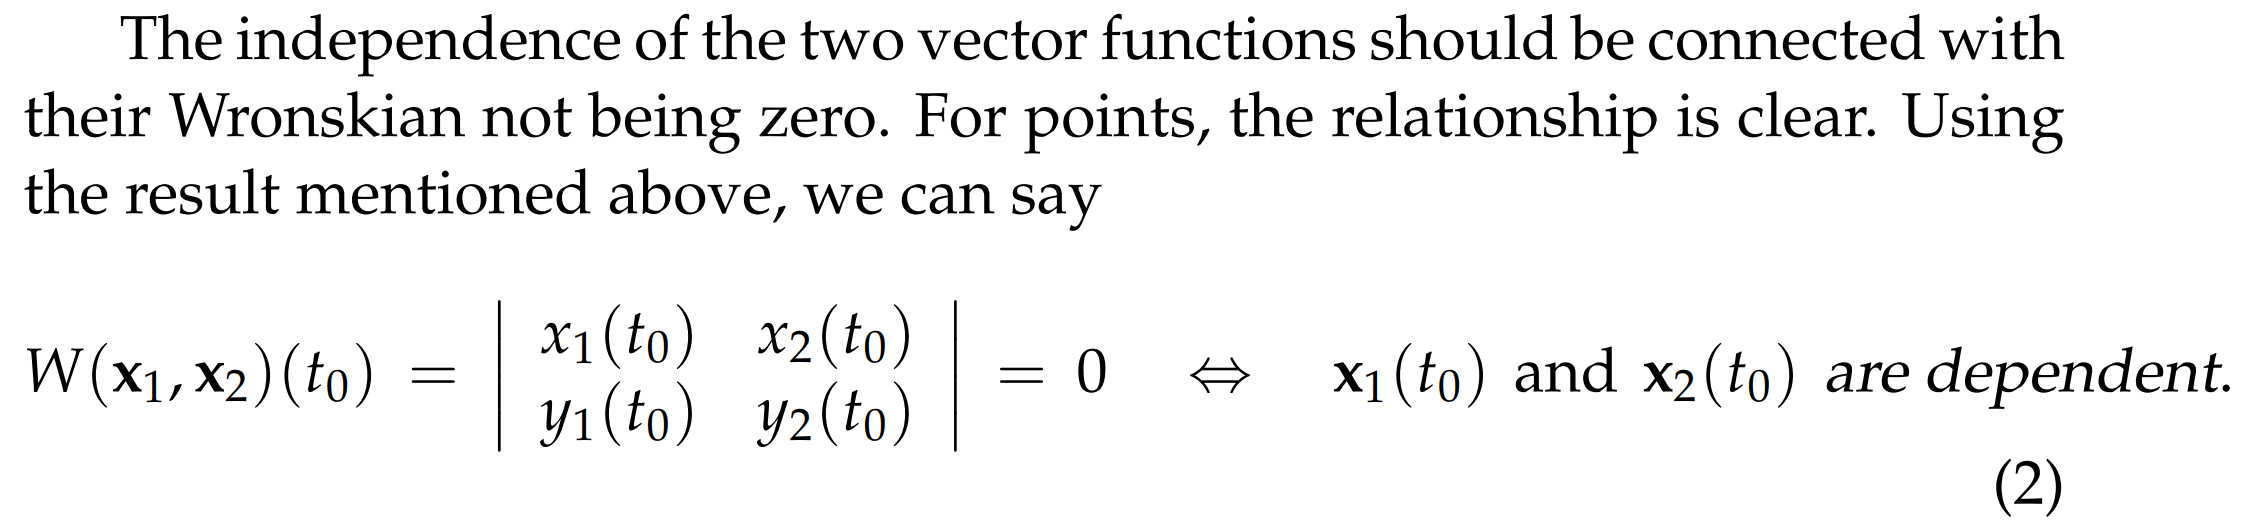 The independence of the two vector functions should be connected with
their Wronskian not being zero. For points, the relationship is clear. Using
the result mentioned above, we can say
W(𝐱₁, 𝐱₂)(t₀) = | x₁(t₀) x₂(t₀) ; y₁(t₀) y₂(t₀) | = 0 ⇔ 𝐱₁(t₀) and 𝐱₂(t₀) are dependent.
(2)